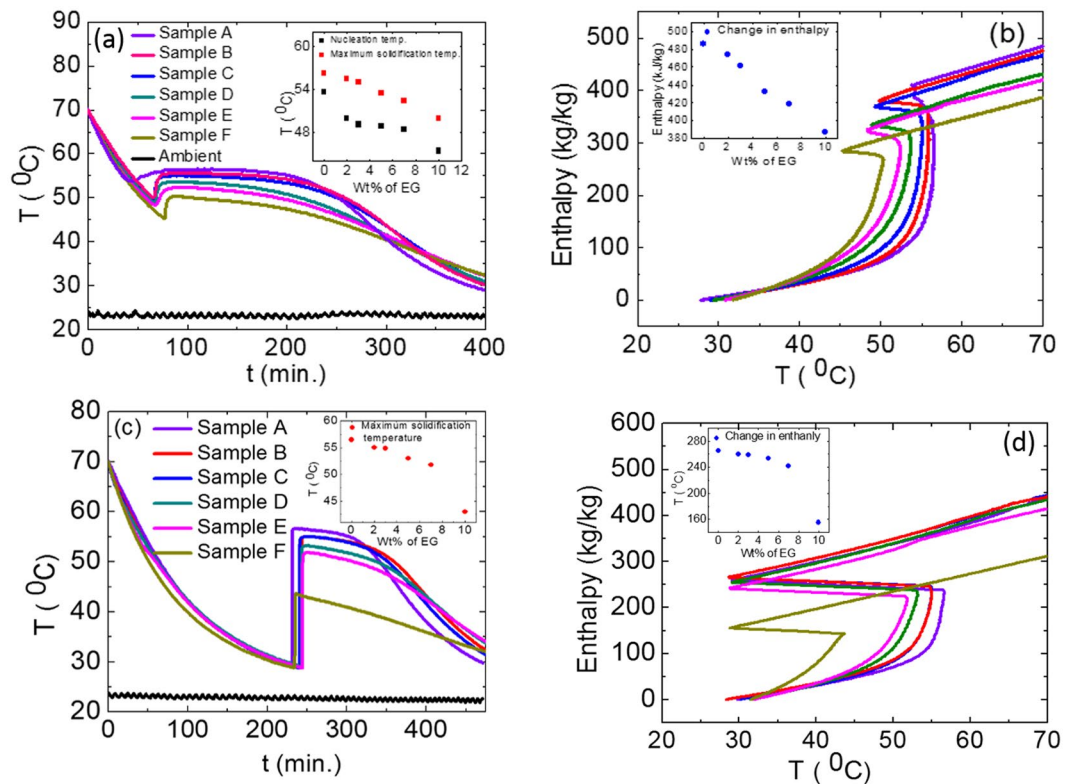 (a)
90
80
70
60
50
40
30
20
T ( ⁰C)
Sample A
Sample B
Sample C
Sample D
Sample E
Sample F
Ambient
60
54
48
T ( ⁰C)
Nucleation temp.
Maximum solidification temp.
0 2 4 6 8 10 12
Wt% of EG
0 100 200 300 400
t (min.)
(b)
500
400
300
200
100
0
Enthalpy (kg/kg)
500
480
460
440
420
400
380
Enthalpy (kJ/kg)
Change in enthalpy
0 2 4 6 8 10
Wt% of EG
20 30 40 50 60 70
T ( ⁰C)
(c)
80
70
60
50
40
30
20
T ( ⁰C)
Sample A
Sample B
Sample C
Sample D
Sample E
Sample F
60
55
50
45
T ( ⁰C)
Maximum solidification
temperature
0 2 4 6 8 10
Wt% of EG
0 100 200 300 400
t (min.)
(d)
600
500
400
300
200
100
0
Enthalpy (kg/kg)
280
240
200
160
T ( ⁰C)
Change in enthanly
0 2 4 6 8 10
Wt% of EG
20 30 40 50 60 70
T ( ⁰C)